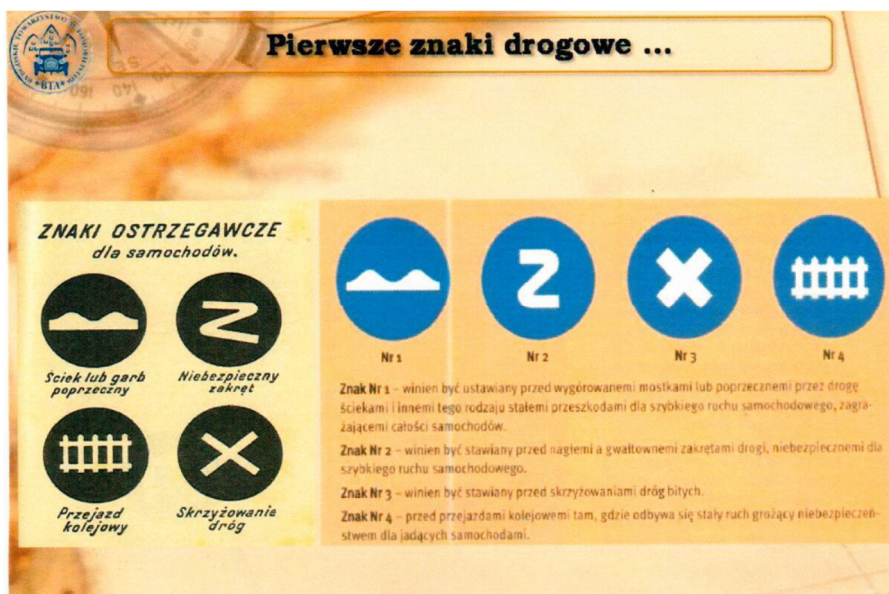 Pierwsze znaki drogowe ...
BTA
160 140 120
ZNAKI OSTRZEGAWCZE
dla samochodów.
Ściek lub garb
poprzeczny
Niebezpieczny
zakręt
Przejazd
kolejowy
Skrzyżowanie
dróg
Nr 1
Nr 2
Nr 3
Nr 4
Znak Nr 1 – winien być ustawiany przed wygórowanemi mostkami lub poprzecznemi przez drogę
ściekami i innemi tego rodzaju stałemi przeszkodami dla szybkiego ruchu samochodowego, zagra-
żającemi całości samochodów.
Znak Nr 2 – winien być stawiany przed nagłemi a gwałtownemi zakrętami drogi, niebezpiecznemi dla
szybkiego ruchu samochodowego.
Znak Nr 3 – winien być stawiany przed skrzyżowaniami dróg bitych.
Znak Nr 4 – przed przejazdami kolejowemi tam, gdzie odbywa się stały ruch grożący niebezpieczeń-
stwem dla jadących samochodami.